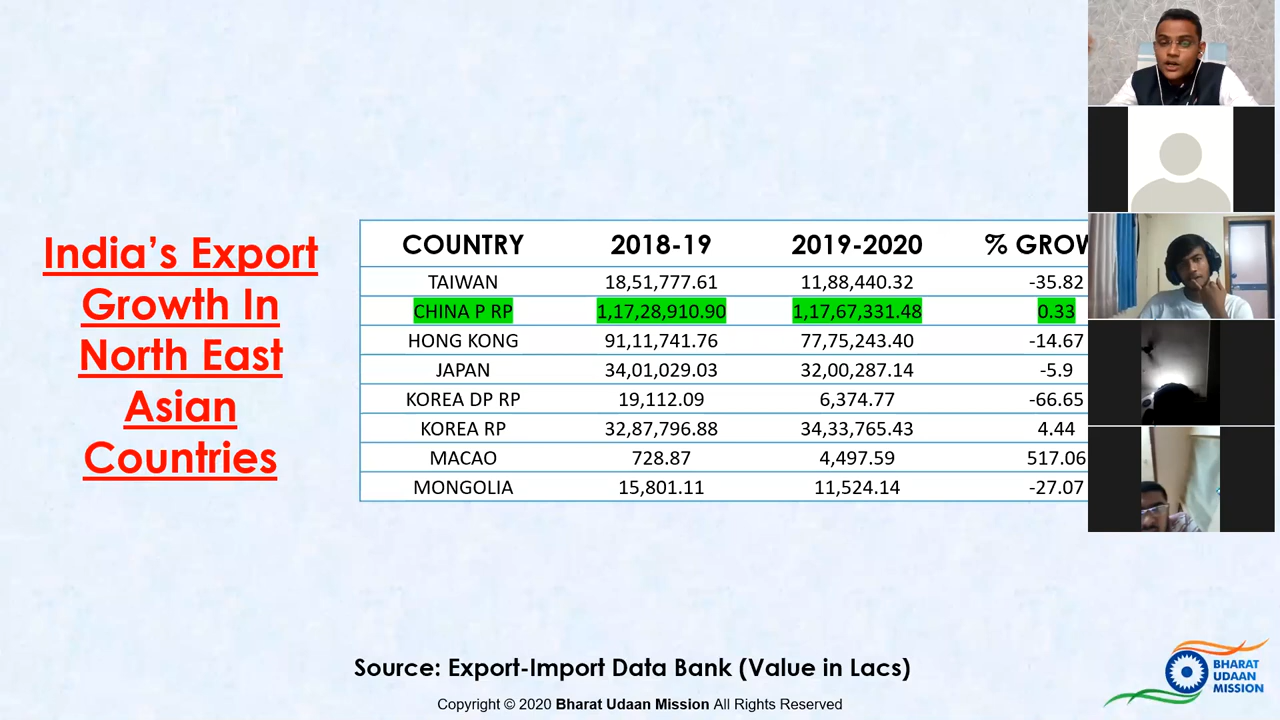 India's Export
Growth In
North East
Asian
Countries
COUNTRY 2018-19 2019-2020 % GROW
TAIWAN 18,51,777.61 11,88,440.32 -35.82
CHINA P RP 1,17,28,910.90 1,17,67,331.48 0.33
HONG KONG 91,11,741.76 77,75,243.40 -14.67
JAPAN 34,01,029.03 32,00,287.14 -5.9
KOREA DP RP 19,112.09 6,374.77 -66.65
KOREA RP 32,87,796.88 34,33,765.43 4.44
MACAO 728.87 4,497.59 517.06
MONGOLIA 15,801.11 11,524.14 -27.07
Source: Export-Import Data Bank (Value in Lacs)
Copyright © 2020 Bharat Udaan Mission All Rights Reserved
BHARAT
UDAAN
MISSION